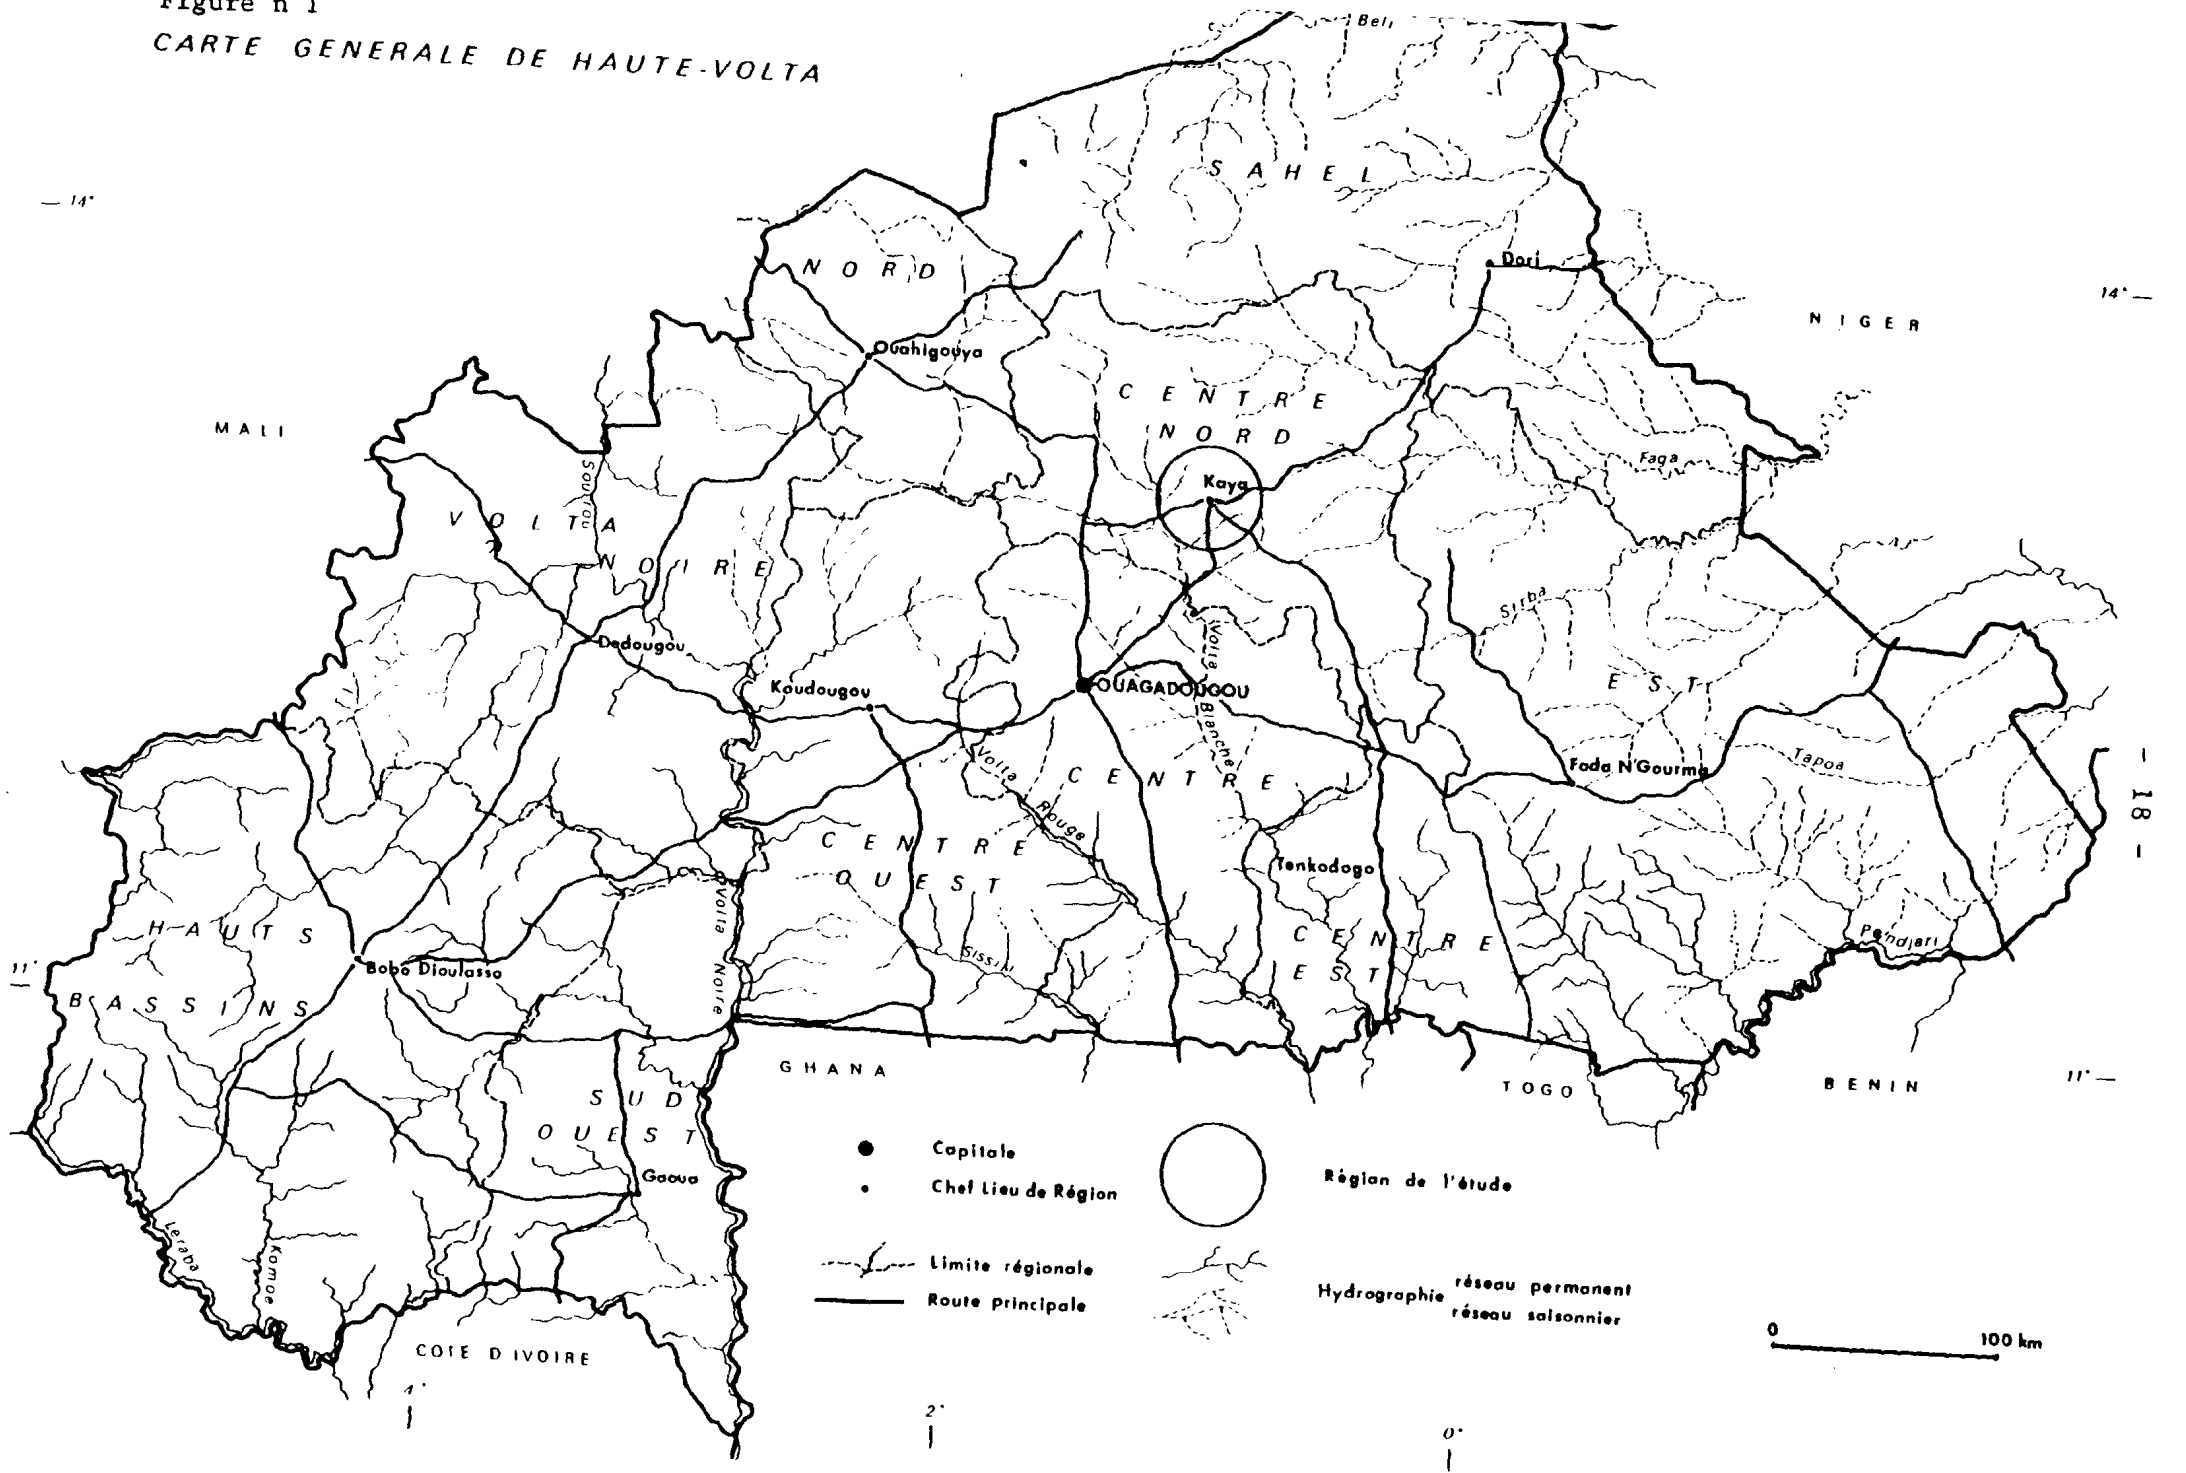 Figure n 1
CARTE GENERALE DE HAUTE-VOLTA
Beli
SAHEL
14°
NORD
Dori
14°
NIGER
Ouahigouya
CENTRE
NORD
MALI
Faga
Kaya
Sourou
VOLTA
NOIRE
Sirba
Dedougou
Koudougou
OUAGADOUGOU
Volta Blanche
EST
Fada N'Gourma
Tapoa
Volta Rouge
CENTRE
CENTRE
OUEST
Tenkodogo
- 18 -
Volta Noire
HAUTS
BASSINS
Bobo Dioulasso
Sissili
CENTRE
EST
Pendjari
11°
GHANA
TOGO
BENIN
11°
SUD
OUEST
Gaoua
Capitale
Chef Lieu de Région
Région de l'étude
Leraba
Komoe
Limite régionale
Route Principale
Hydrographie
réseau permanent
réseau saisonnier
0
100 km
COTE D IVOIRE
4°
2°
0°